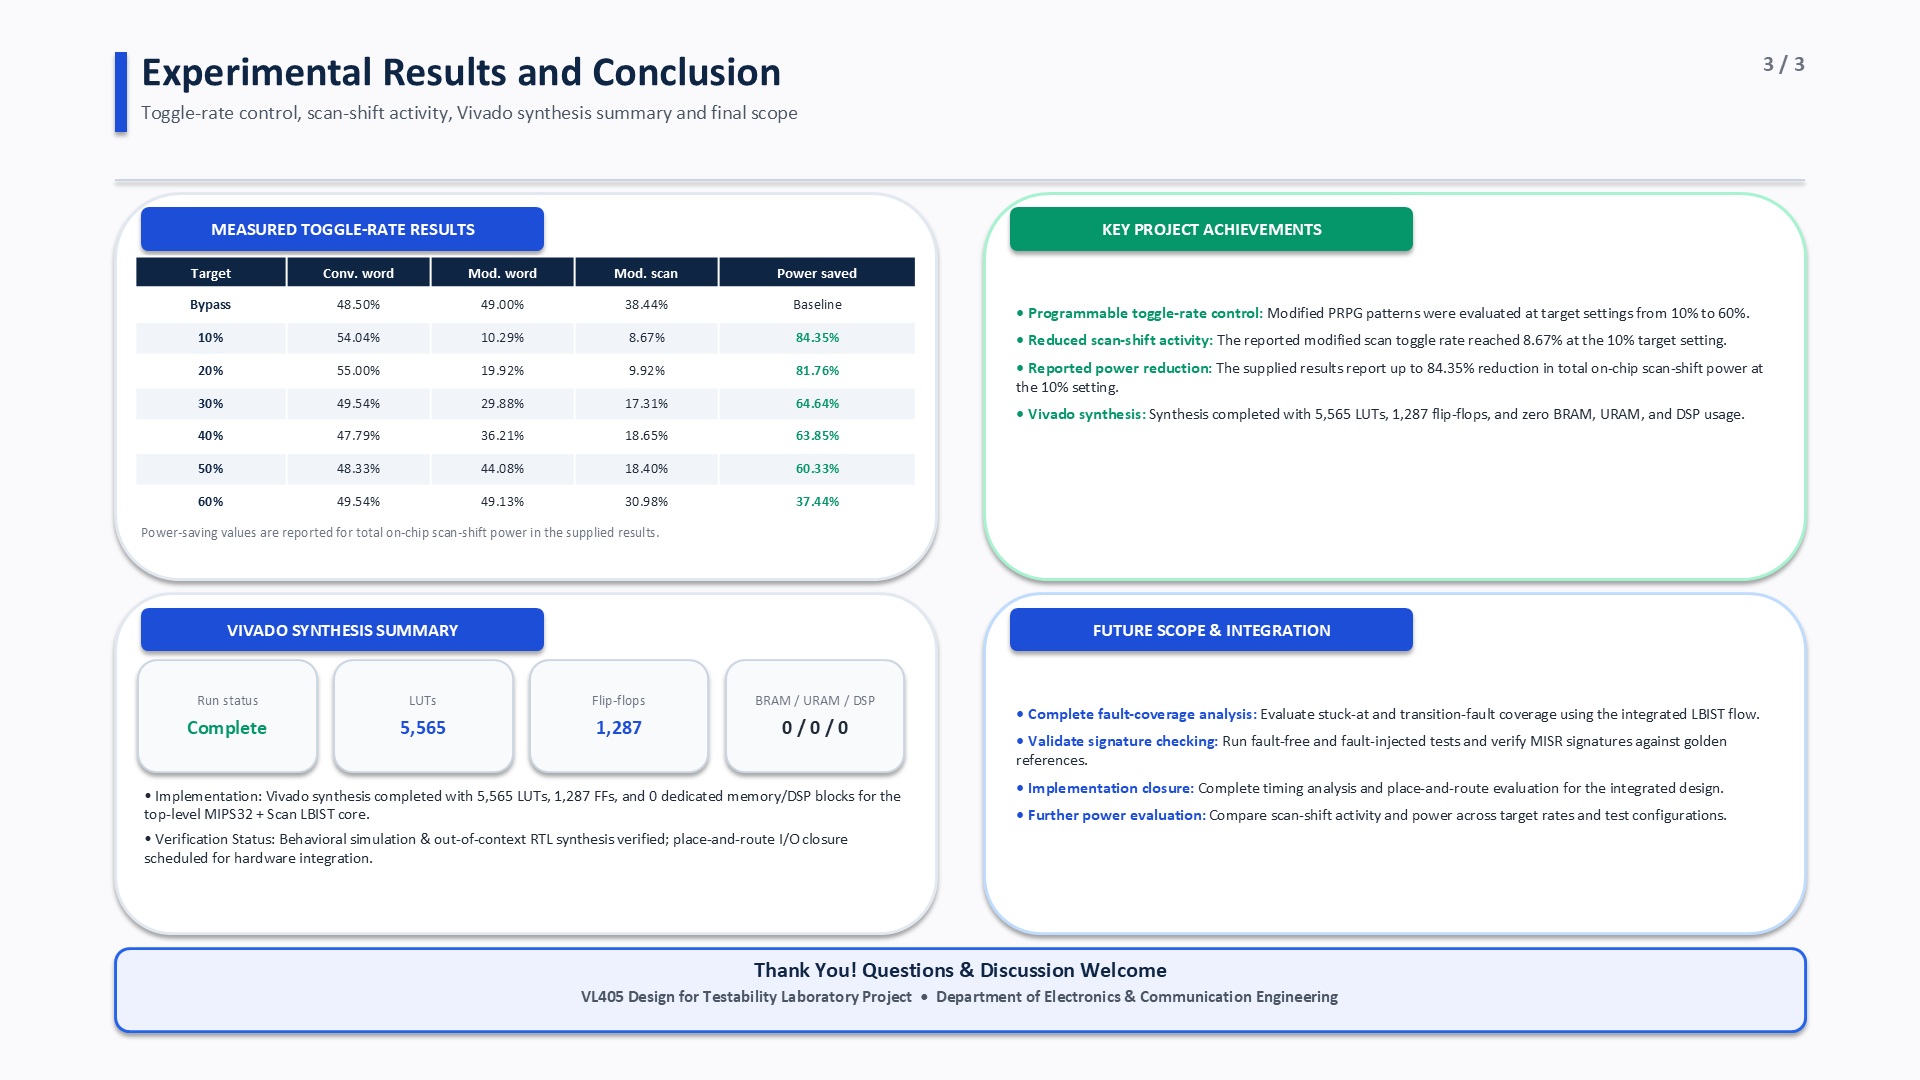 Experimental Results and Conclusion
Toggle-rate control, scan-shift activity, Vivado synthesis summary and final scope
3 / 3
MEASURED TOGGLE-RATE RESULTS
Target Conv. word Mod. word Mod. scan Power saved
Bypass 48.50% 49.00% 38.44% Baseline
10% 54.04% 10.29% 8.67% 84.35%
20% 55.00% 19.92% 9.92% 81.76%
30% 49.54% 29.88% 17.31% 64.64%
40% 47.79% 36.21% 18.65% 63.85%
50% 48.33% 44.08% 18.40% 60.33%
60% 49.54% 49.13% 30.98% 37.44%
Power-saving values are reported for total on-chip scan-shift power in the supplied results.
KEY PROJECT ACHIEVEMENTS
• Programmable toggle-rate control: Modified PRPG patterns were evaluated at target settings from 10% to 60%.
• Reduced scan-shift activity: The reported modified scan toggle rate reached 8.67% at the 10% target setting.
• Reported power reduction: The supplied results report up to 84.35% reduction in total on-chip scan-shift power at
the 10% setting.
• Vivado synthesis: Synthesis completed with 5,565 LUTs, 1,287 flip-flops, and zero BRAM, URAM, and DSP usage.
VIVADO SYNTHESIS SUMMARY
Run status LUTs Flip-flops BRAM / URAM / DSP
Complete 5,565 1,287 0 / 0 / 0
• Implementation: Vivado synthesis completed with 5,565 LUTs, 1,287 FFs, and 0 dedicated memory/DSP blocks for the
top-level MIPS32 + Scan LBIST core.
• Verification Status: Behavioral simulation & out-of-context RTL synthesis verified; place-and-route I/O closure
scheduled for hardware integration.
FUTURE SCOPE & INTEGRATION
• Complete fault-coverage analysis: Evaluate stuck-at and transition-fault coverage using the integrated LBIST flow.
• Validate signature checking: Run fault-free and fault-injected tests and verify MISR signatures against golden
references.
• Implementation closure: Complete timing analysis and place-and-route evaluation for the integrated design.
• Further power evaluation: Compare scan-shift activity and power across target rates and test configurations.
Thank You! Questions & Discussion Welcome
VL405 Design for Testability Laboratory Project • Department of Electronics & Communication Engineering